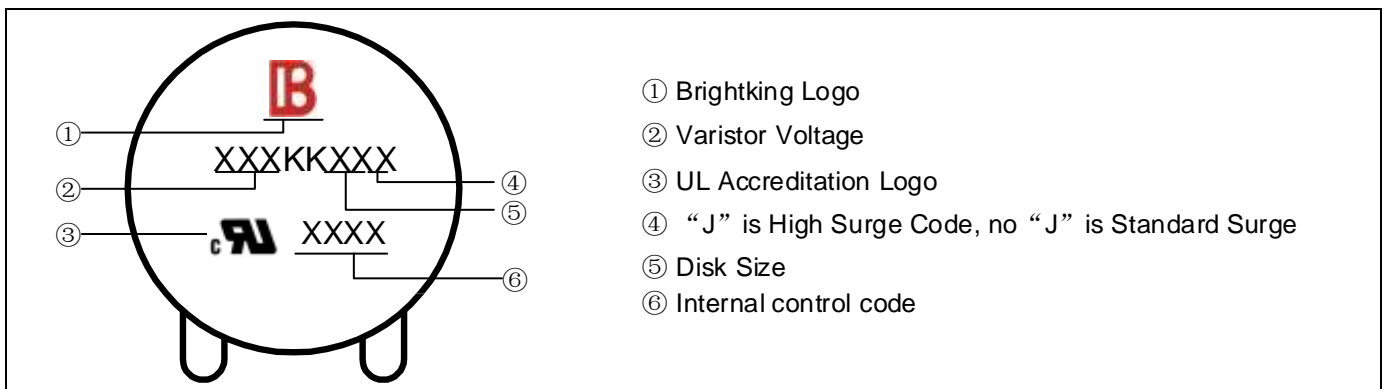 B
XXXKKXXX
c RU XXXX
①
②
③
④
⑤
⑥
① Brightking Logo
② Varistor Voltage
③ UL Accreditation Logo
④ “J” is High Surge Code, no “J” is Standard Surge
⑤ Disk Size
⑥ Internal control code